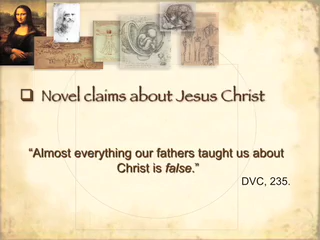 ❑ Novel claims about Jesus Christ
“Almost everything our fathers taught us about
Christ is false.”
DVC, 235.